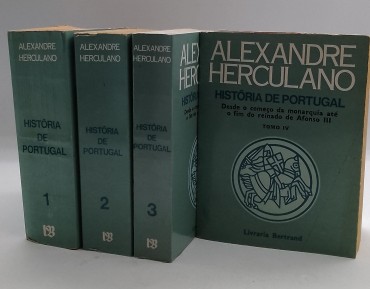 ALEXANDRE
HERCULANO
HISTÓRIA
DE
PORTUGAL
1
ALEXANDRE
HERCULANO
HISTÓRIA
DE
PORTUGAL
2
ALEXANDRE
HERCULANO
HISTÓRIA
DE
PORTUGAL
3
ALEXANDRE
HERCULANO
HISTÓRIA DE PORTUGAL
Desde o começo da monarquia até
o fim do reinado de Afonso III
TOMO IV
Livraria Bertrand